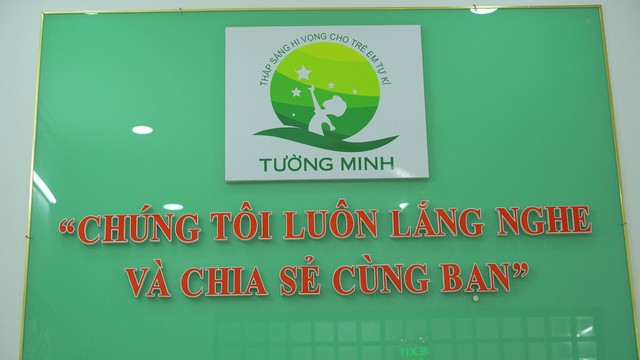 THẮP SÁNG HI VỌNG CHO TRẺ EM TỰ KỈ
TƯỜNG MINH
“CHÚNG TÔI LUÔN LẮNG NGHE
VÀ CHIA SẺ CÙNG BẠN”